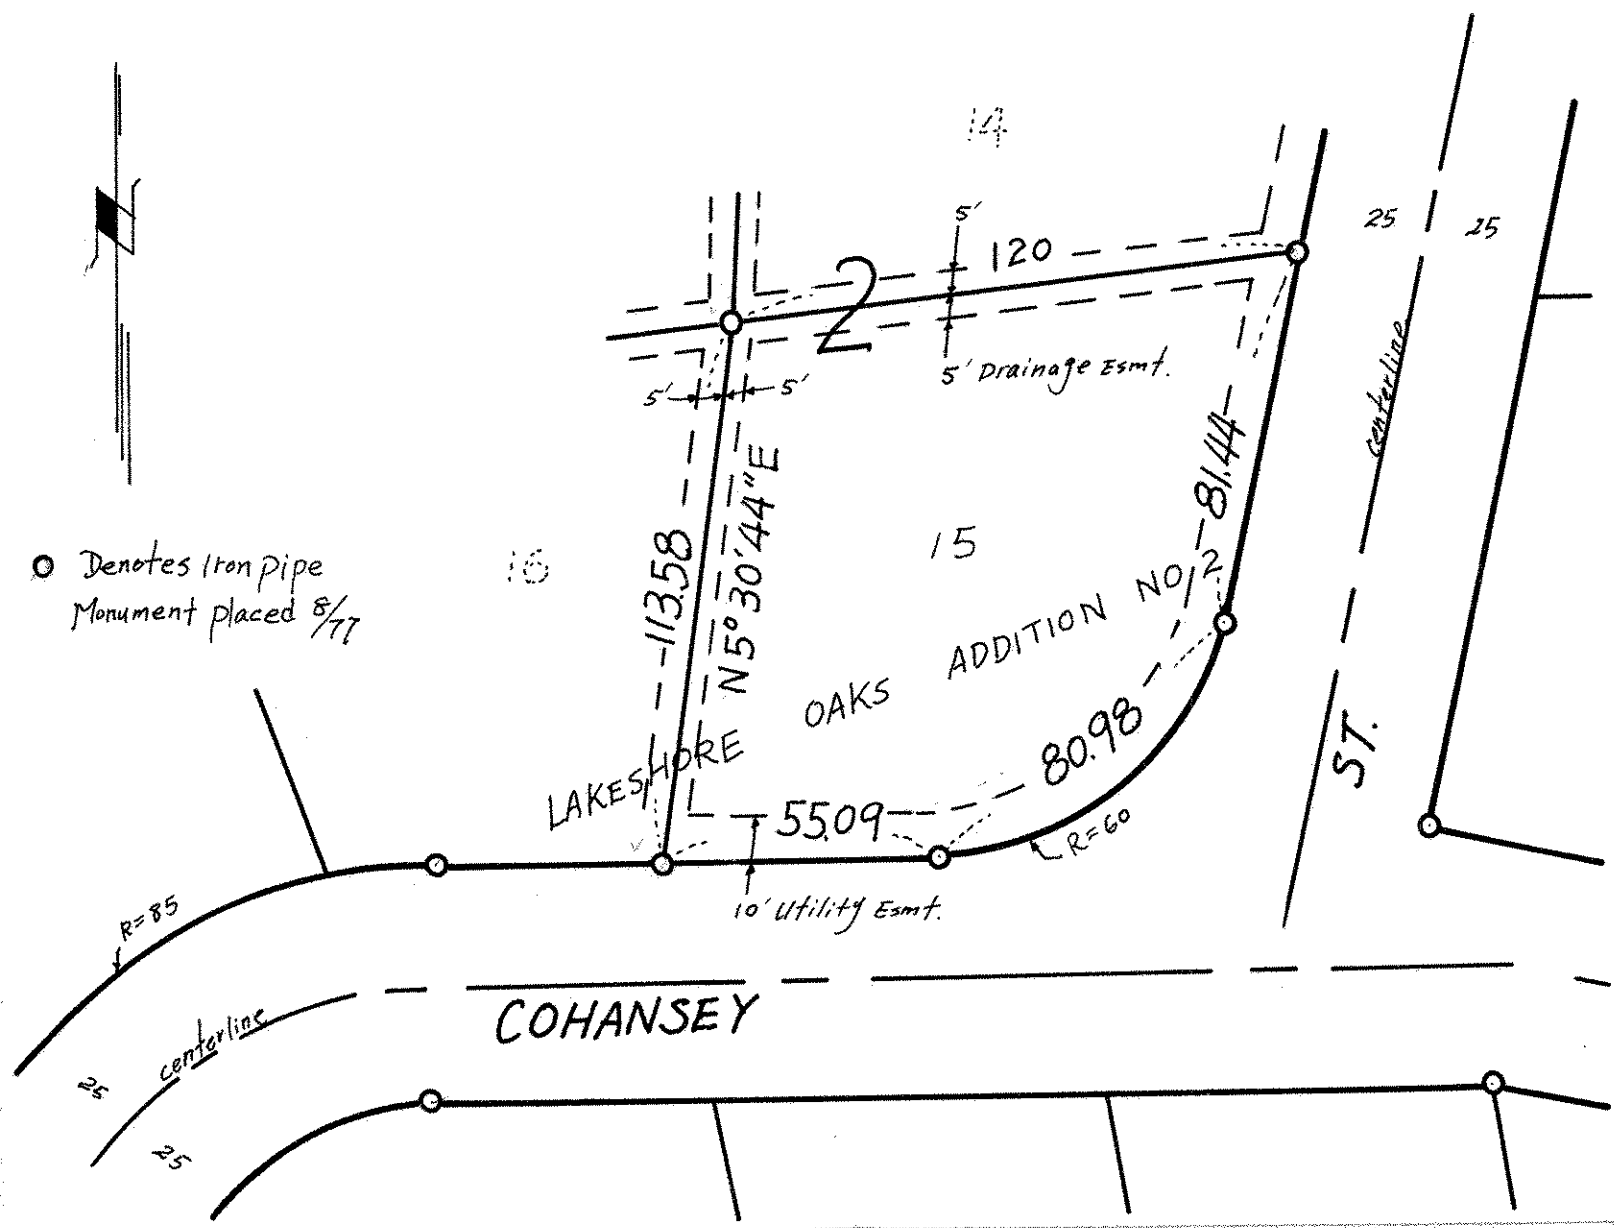 14
5′
120
25
25
2
5′ Drainage Esmt.
5′
5′
centerline
81.44
N5°30′44″E
113.58
15
16
Denotes Iron pipe
Monument placed 8/77
LAKESHORE OAKS ADDITION NO 2
80.98
ST.
55.09
R=60
10′ Utility Esmt.
R=85
COHANSEY
centerline
25
25